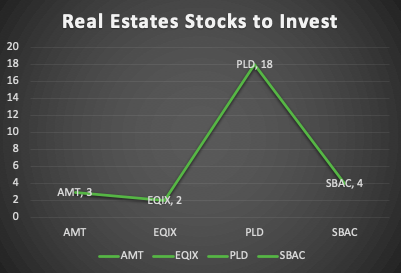 Real Estates Stocks to Invest
20
18
16
14
12
10
8
6
4
2
0
AMT, 3
EQIX, 2
PLD, 18
SBAC, 4
AMT EQIX PLD SBAC
AMT EQIX PLD SBAC